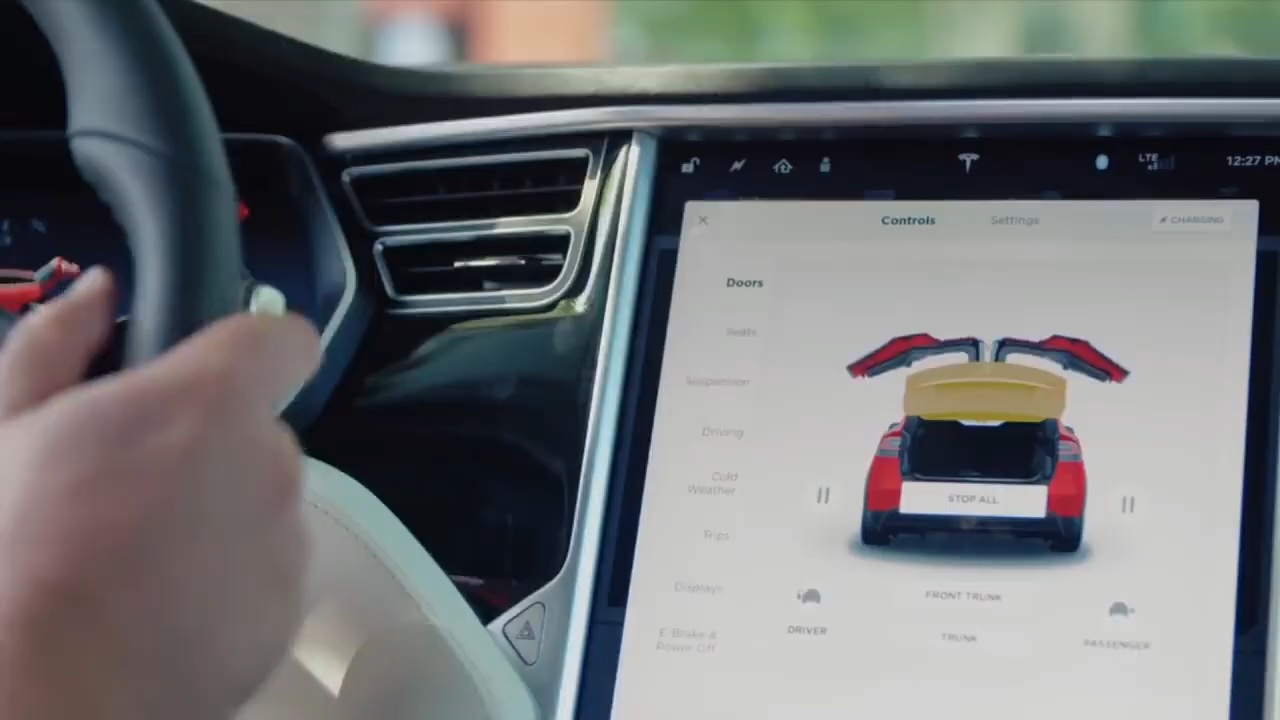 LTE
12:27 PM
Controls
Settings
CHARGING
Doors
Seats
Suspension
Driving
Cold
Weather
Trips
Displays
E-Brake &
Power Off
STOP ALL
DRIVER
FRONT TRUNK
TRUNK
PASSENGER